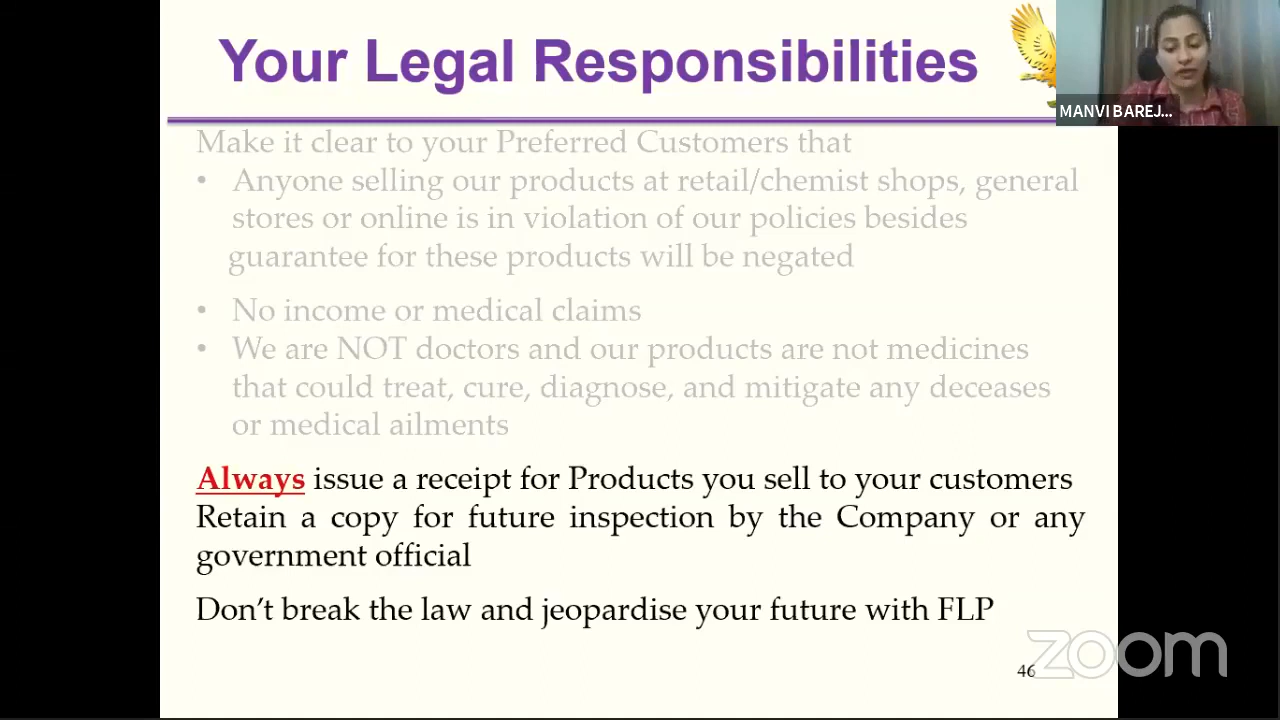 Your Legal Responsibilities
MANVI BAREJ...
Make it clear to your Preferred Customers that
• Anyone selling our products at retail/chemist shops, general
stores or online is in violation of our policies besides
guarantee for these products will be negated
• No income or medical claims
• We are NOT doctors and our products are not medicines
that could treat, cure, diagnose, and mitigate any deceases
or medical ailments
Always issue a receipt for Products you sell to your customers
Retain a copy for future inspection by the Company or any
government official
Don't break the law and jeopardise your future with FLP
zoom
46